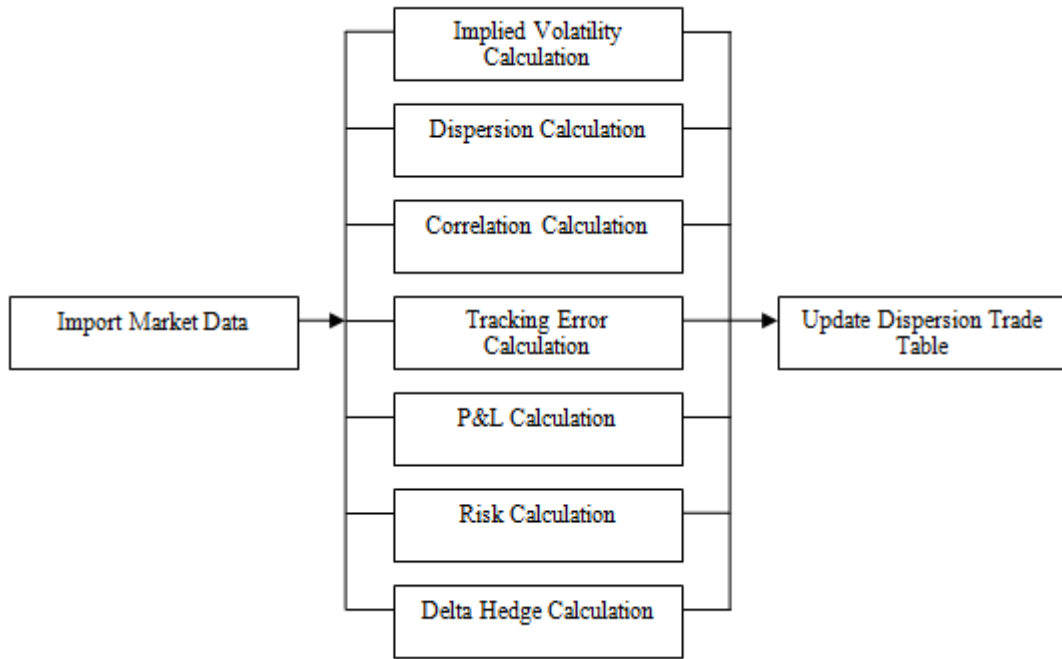 Implied Volatility
Calculation
Dispersion Calculation
Correlation Calculation
Import Market Data
Tracking Error
Calculation
Update Dispersion Trade
Table
P&L Calculation
Risk Calculation
Delta Hedge Calculation